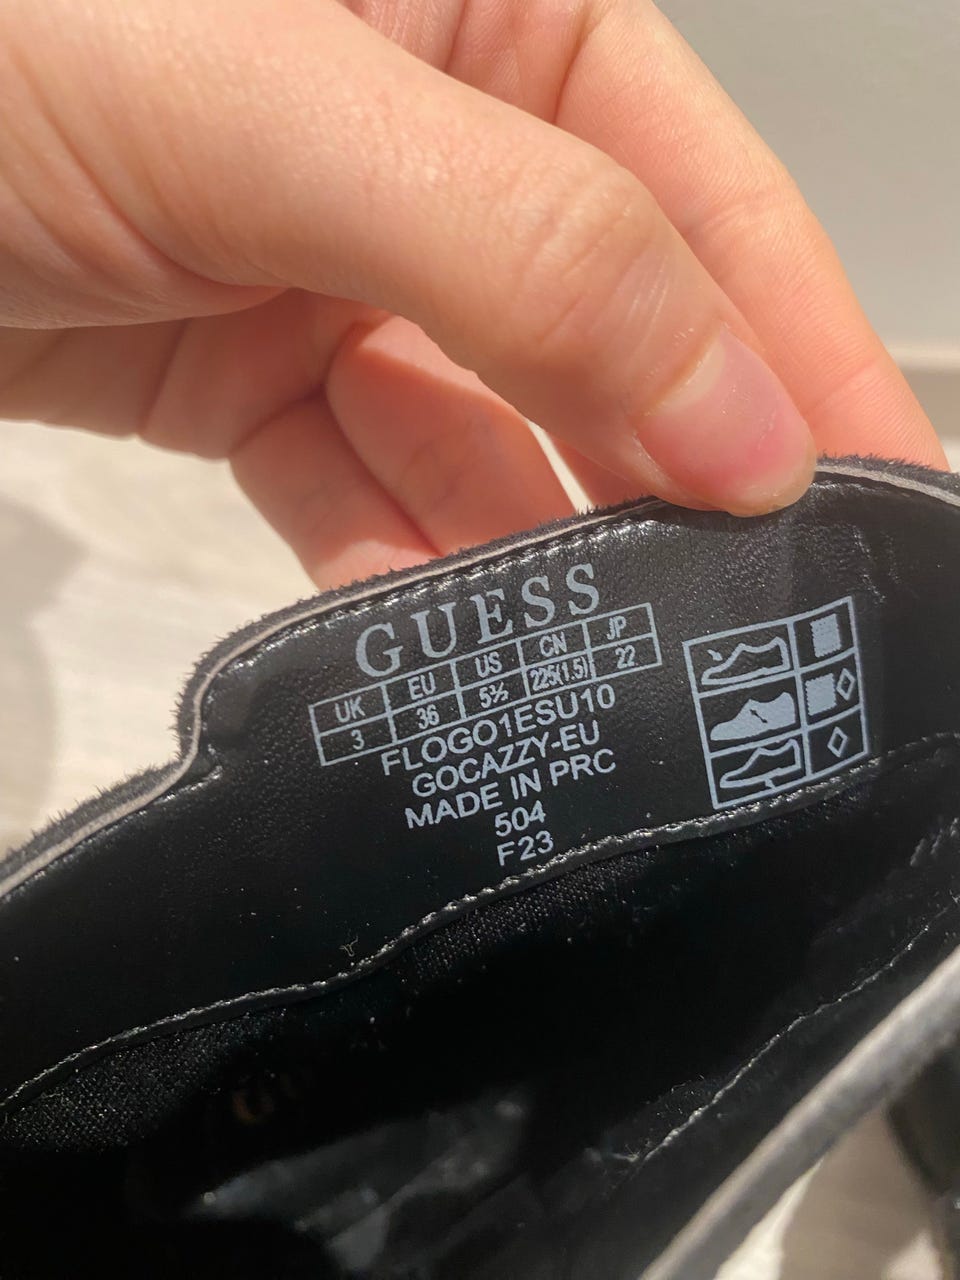 GUESS
UK EU US CN JP
3 36 5½ 225(1.5) 22
FLOGO1ESU10
GOCAZZY-EU
MADE IN PRC
504
F23